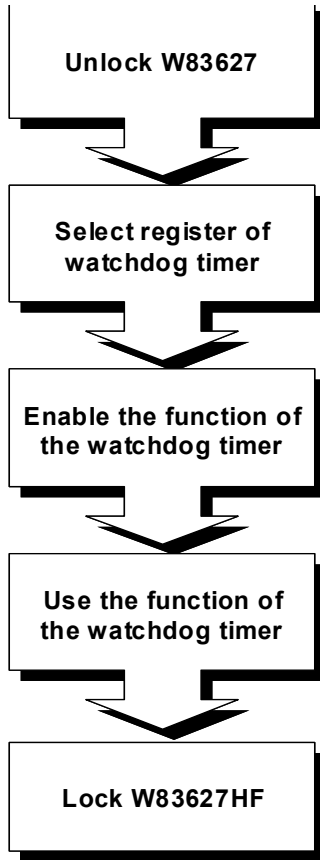 Unlock W83627
Select register of
watchdog timer
Enable the function of
the watchdog timer
Use the function of
the watchdog timer
Lock W83627HF